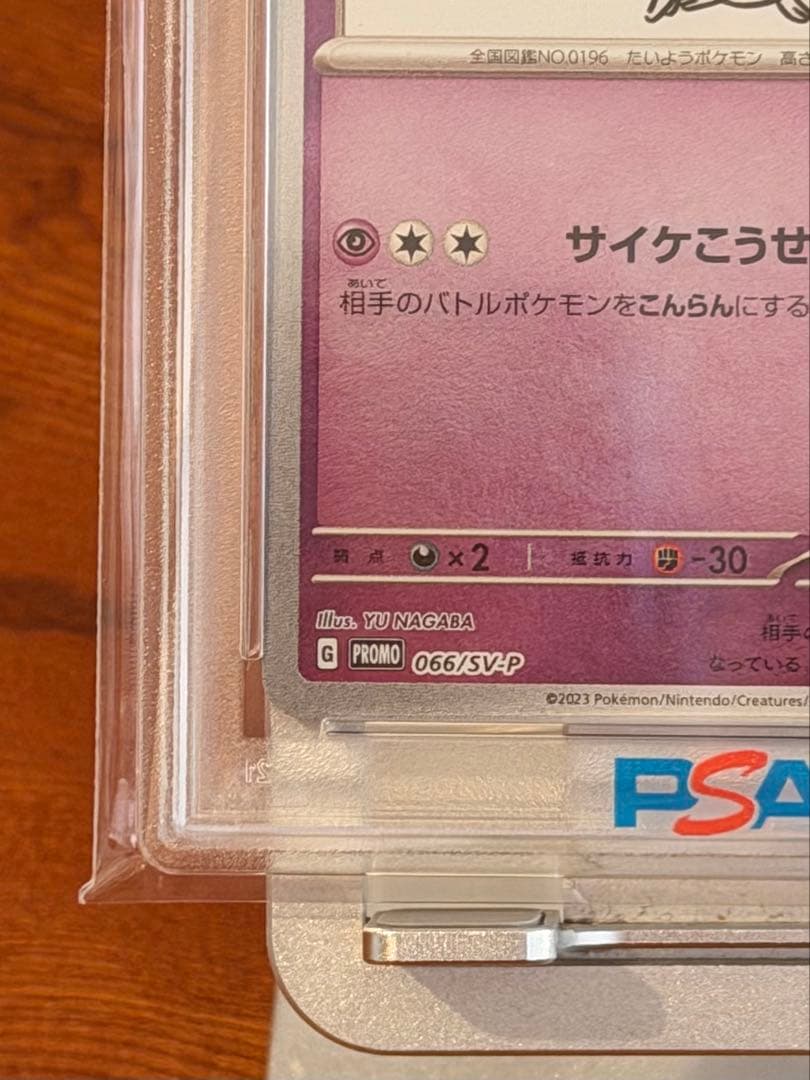 全国図鑑NO.0196 たいようポケモン 高さ
サイケこうせ
あいて
相手のバトルポケモンをこんらんにする
弱点 ×2 抵抗力 -30
Illus. YU NAGABA
あいて
相手の
G PROMO 066/SV-P
なっている
©2023 Pokémon/Nintendo/Creatures/
PSA